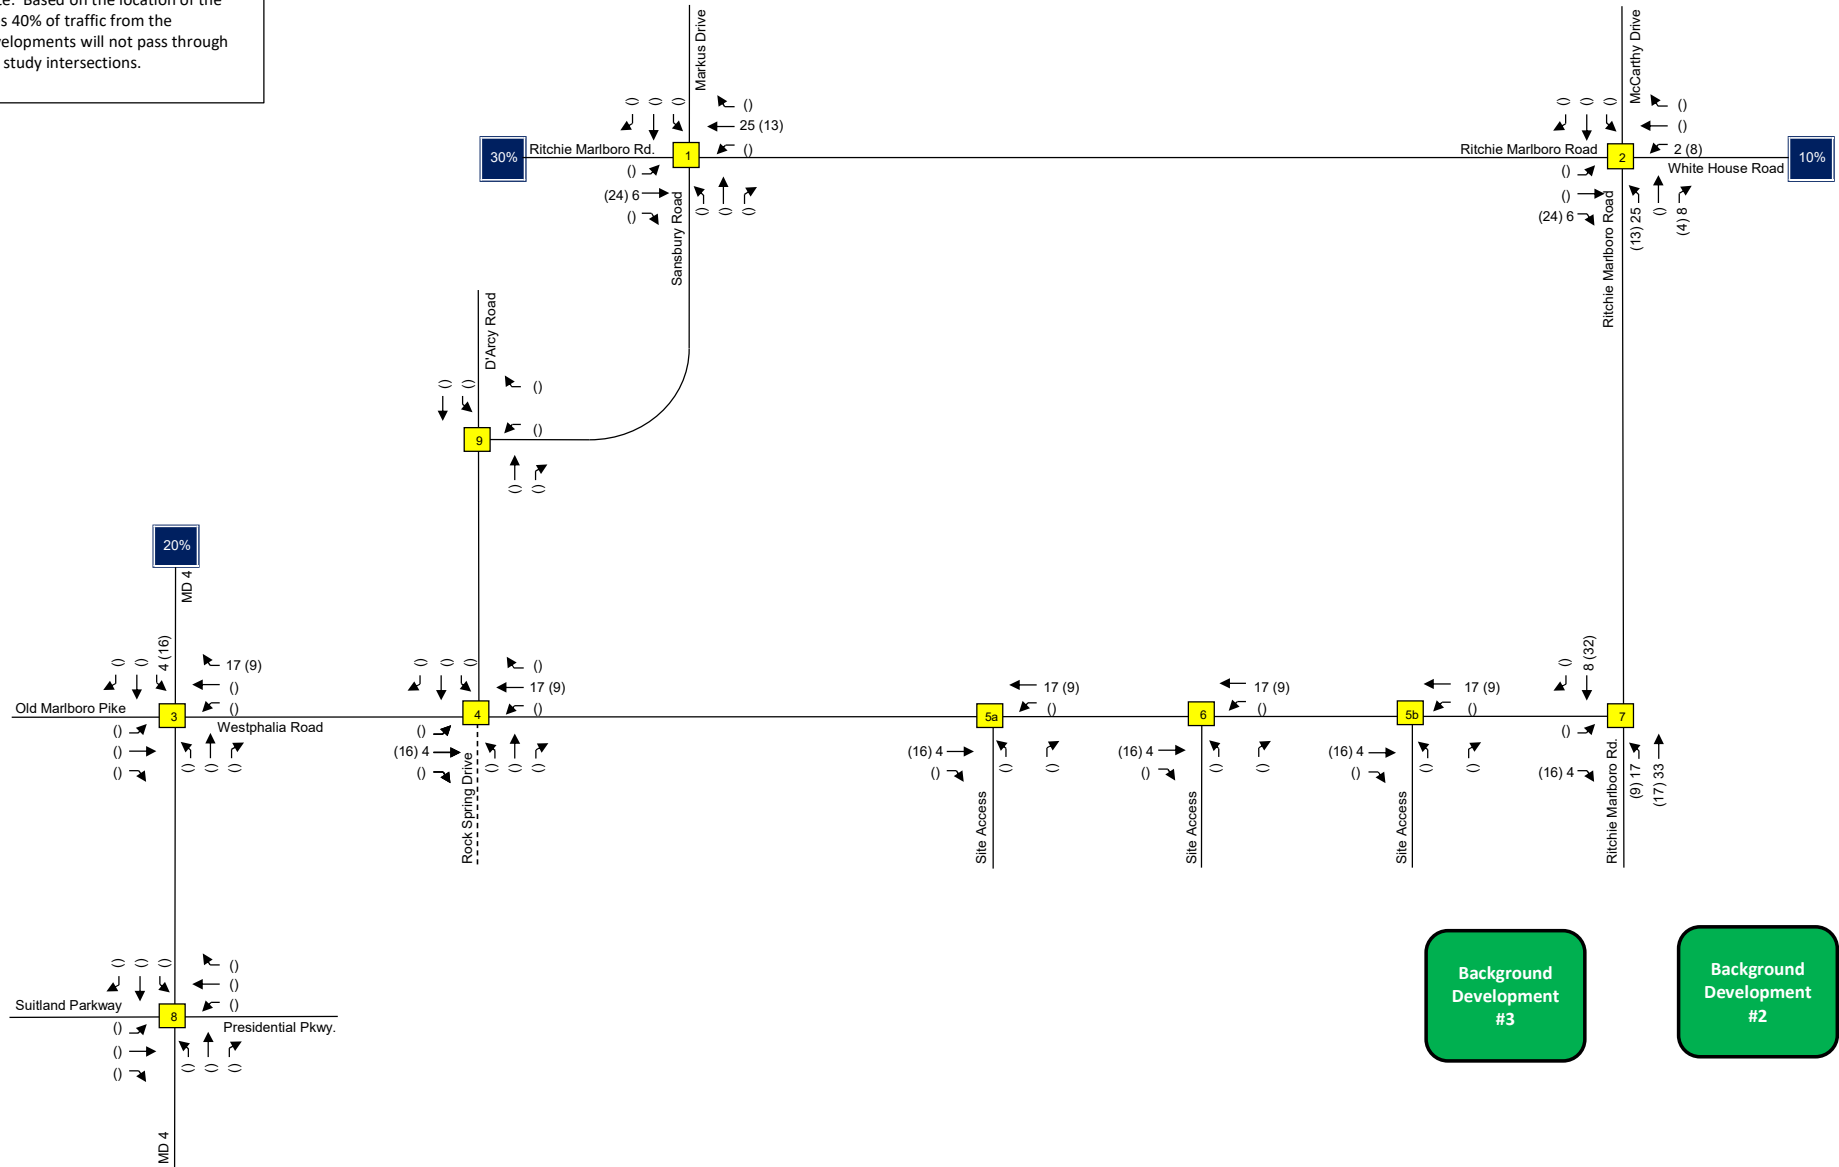 te: Based on the location of the
s 40% of traffic from the
velopments will not pass through
study intersections.
Markus Drive
() () ()
()
25 (13)
()
30%
Ritchie Marlboro Rd.
1
()
(24) 6
()
Sansbury Road
() () ()
McCarthy Drive
() () ()
()
()
2 (8)
Ritchie Marlboro Road
2
White House Road
10%
()
()
(24) 6
Ritchie Marlboro Road
(13) 25
()
(4) 8
D'Arcy Road
() ()
()
()
9
() ()
20%
MD 4
() () 4 (16)
17 (9)
()
()
Old Marlboro Pike
3
Westphalia Road
()
()
()
() () ()
() () ()
()
17 (9)
()
4
()
(16) 4
()
Rock Spring Drive
() () ()
17 (9)
()
5a
(16) 4
()
() ()
Site Access
17 (9)
()
6
(16) 4
()
() ()
Site Access
17 (9)
()
5b
(16) 4
()
() ()
Site Access
() 8 (32)
7
()
(16) 4
Ritchie Marlboro Rd.
(9) 17
(17) 33
() () ()
()
()
()
Suitland Parkway
8
Presidential Pkwy.
()
()
()
() () ()
MD 4
Background
Development
#3
Background
Development
#2